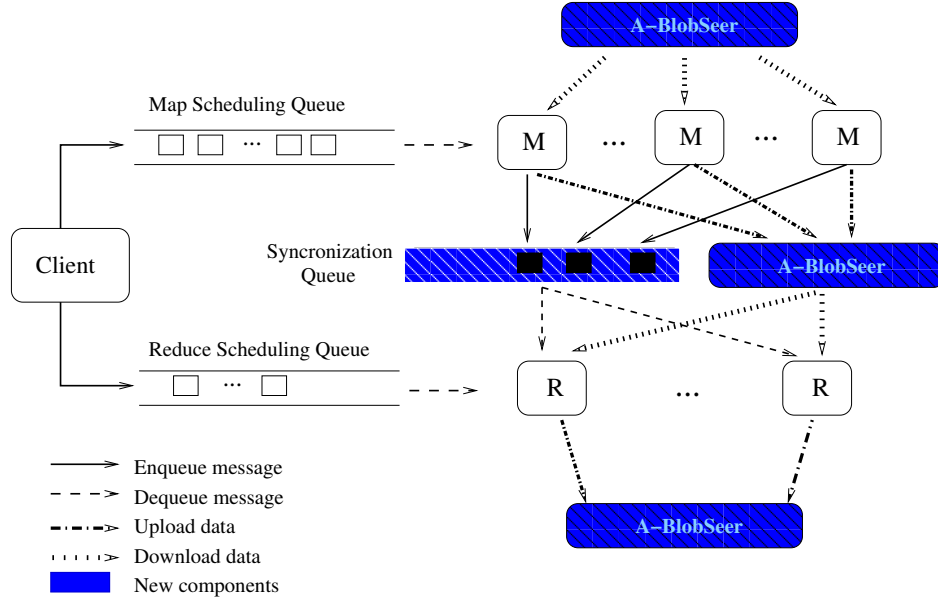 A-BlobSeer
Map Scheduling Queue
...
M
...
M
...
M
Client
Syncronization
Queue
A-BlobSeer
Reduce Scheduling Queue
...
R
...
R
Enqueue message
Dequeue message
Upload data
Download data
New components
A-BlobSeer